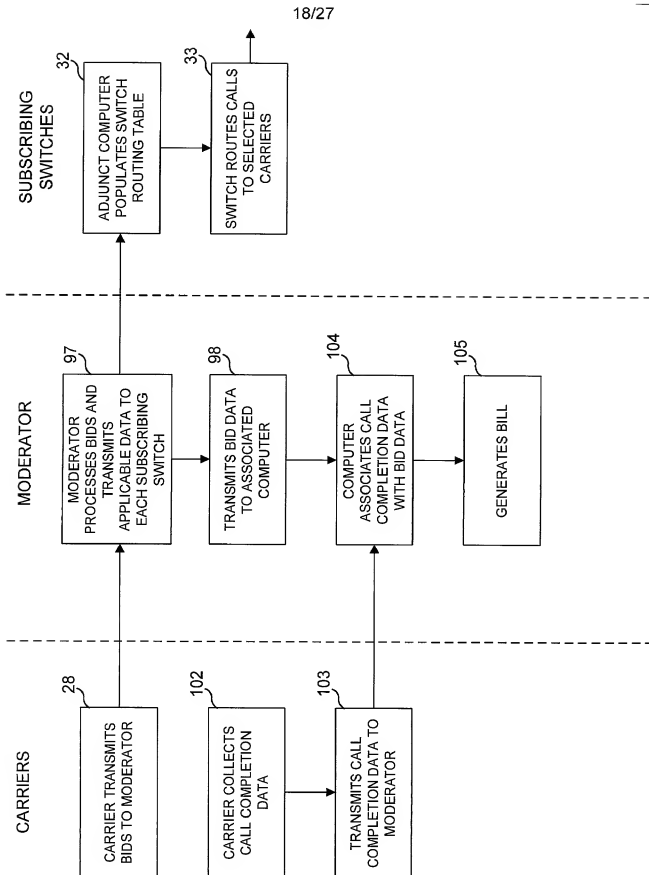 18/27
CARRIERS
MODERATOR
SUBSCRIBING
SWITCHES
28
CARRIER TRANSMITS
BIDS TO MODERATOR
102
CARRIER COLLECTS
CALL COMPLETION
DATA
103
TRANSMITS CALL
COMPLETION DATA TO
MODERATOR
97
MODERATOR
PROCESSES BIDS AND
TRANSMITS
APPLICABLE DATA TO
EACH SUBSCRIBING
SWITCH
98
TRANSMITS BID DATA
TO ASSOCIATED
COMPUTER
104
COMPUTER
ASSOCIATES CALL
COMPLETION DATA
WITH BID DATA
105
GENERATES BILL
32
ADJUNCT COMPUTER
POPULATES SWITCH
ROUTING TABLE
33
SWITCH ROUTES CALLS
TO SELECTED
CARRIERS